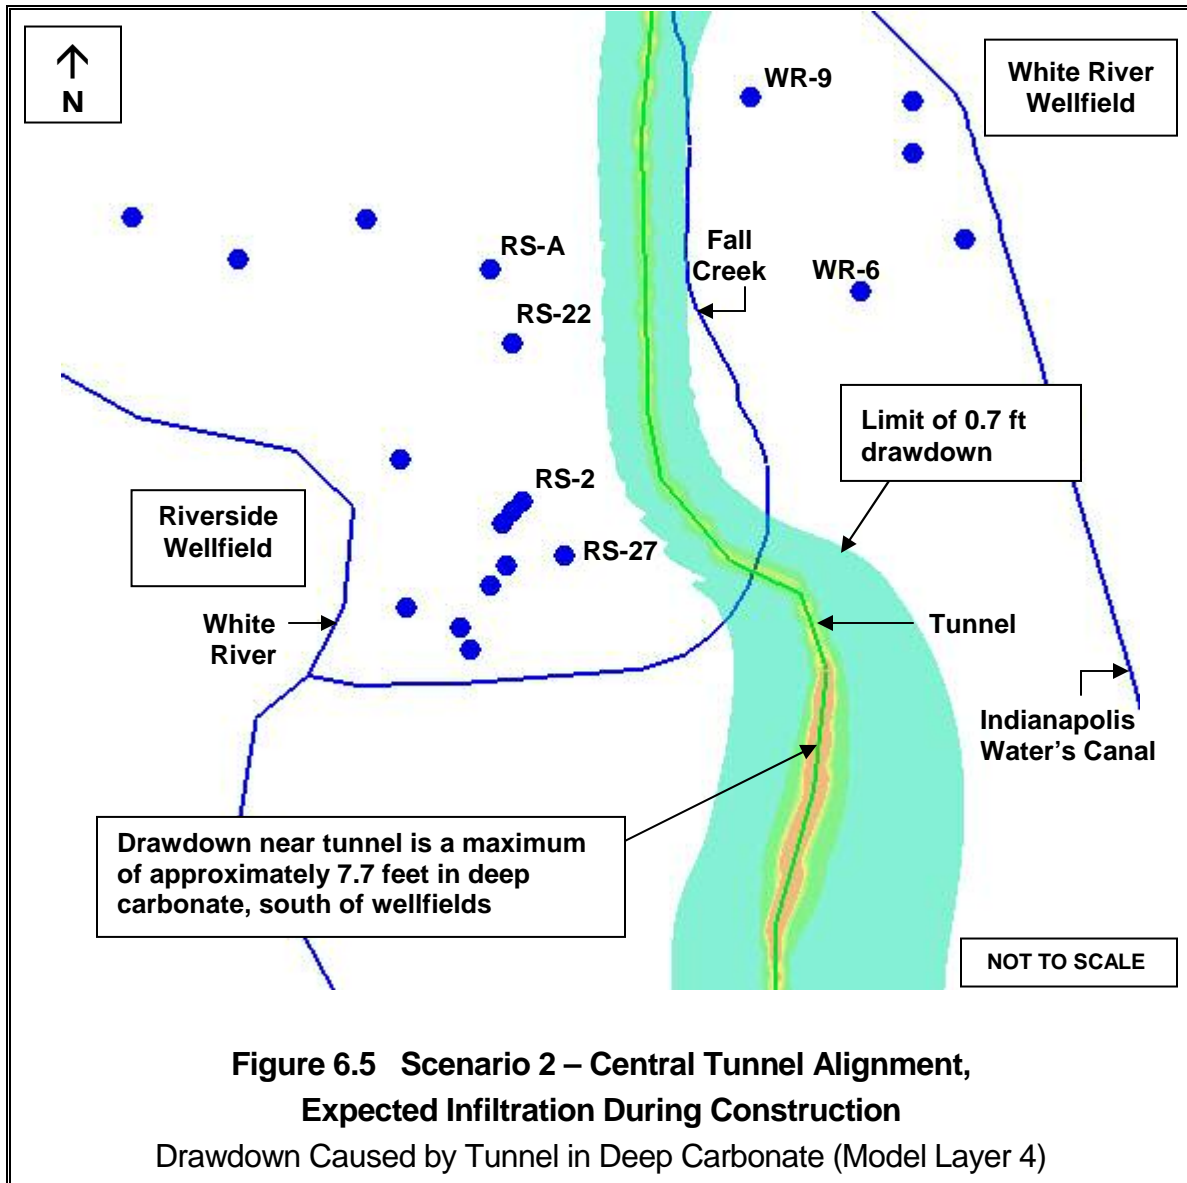 N
White River
Wellfield
WR-9
Fall
Creek
RS-A
WR-6
RS-22
Limit of 0.7 ft
drawdown
RS-2
Riverside
Wellfield
RS-27
White
River
Tunnel
Indianapolis
Water's Canal
Drawdown near tunnel is a maximum
of approximately 7.7 feet in deep
carbonate, south of wellfields
NOT TO SCALE
Figure 6.5 Scenario 2 – Central Tunnel Alignment,
Expected Infiltration During Construction
Drawdown Caused by Tunnel in Deep Carbonate (Model Layer 4)